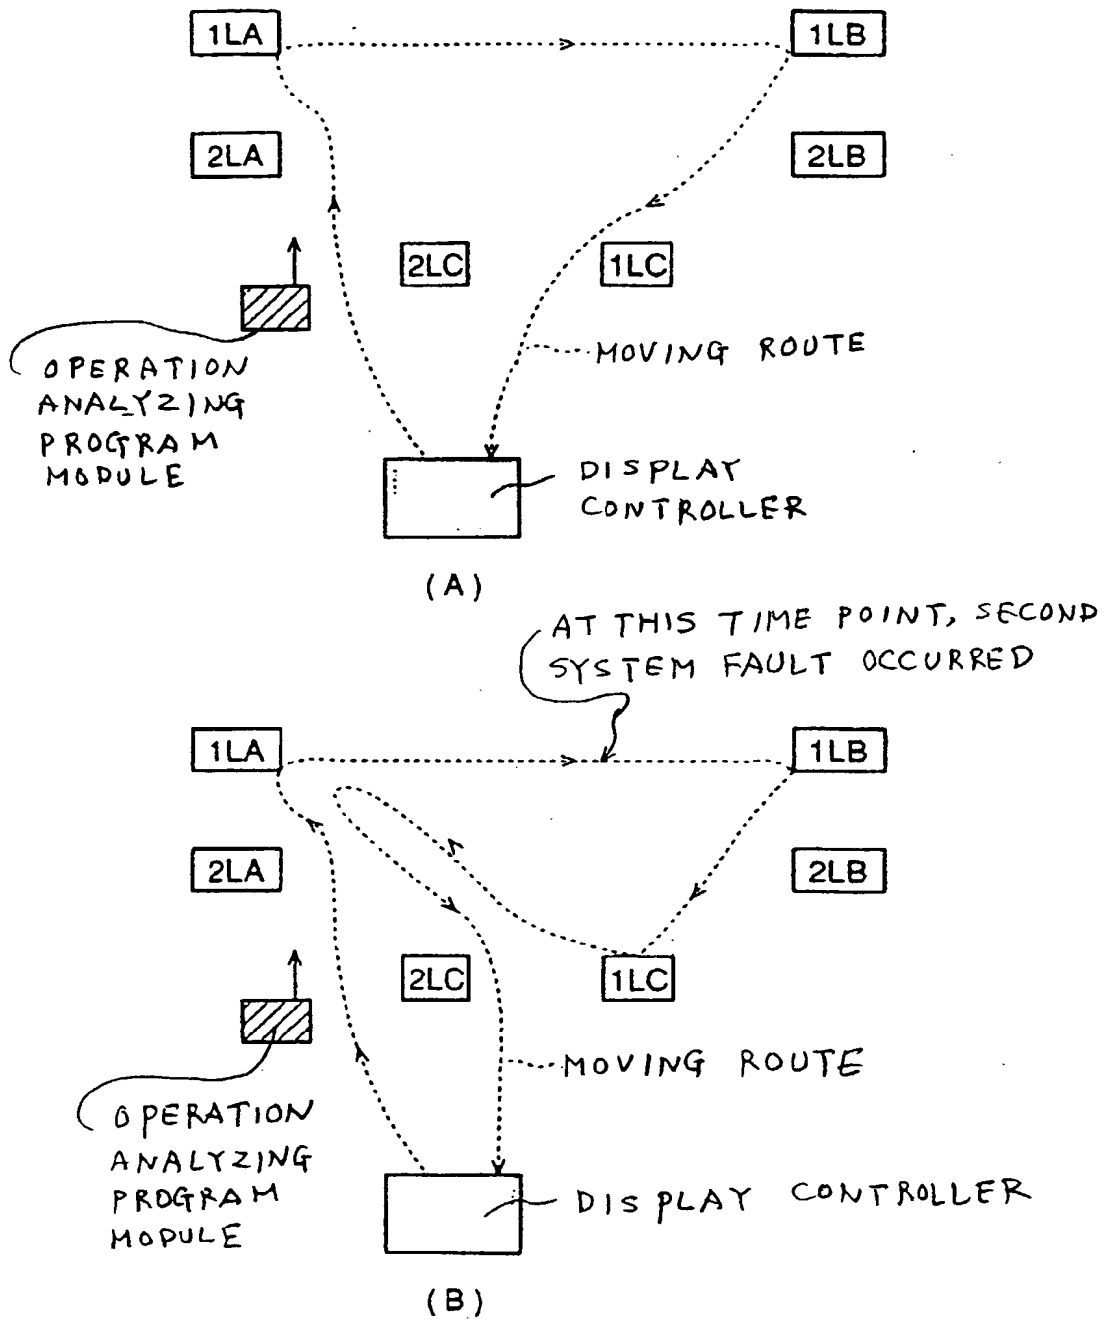 1LA
1LB
2LA
2LB
2LC
1LC
OPERATION
ANALYZING
PROGRAM
MODULE
MOVING ROUTE
DISPLAY
CONTROLLER
(A)
AT THIS TIME POINT, SECOND
SYSTEM FAULT OCCURRED
1LA
1LB
2LA
2LB
2LC
1LC
MOVING ROUTE
OPERATION
ANALYZING
PROGRAM
MODULE
DISPLAY CONTROLLER
(B)